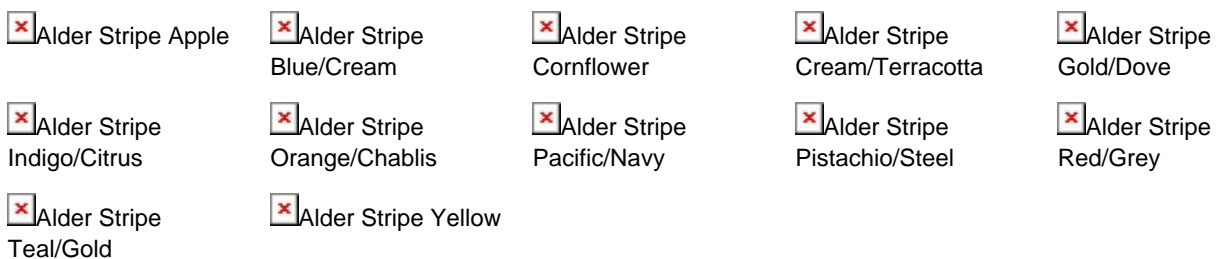 Alder Stripe Apple
Alder Stripe
Blue/Cream
Alder Stripe
Cornflower
Alder Stripe
Cream/Terracotta
Alder Stripe
Gold/Dove
Alder Stripe
Indigo/Citrus
Alder Stripe
Orange/Chablis
Alder Stripe
Pacific/Navy
Alder Stripe
Pistachio/Steel
Alder Stripe
Red/Grey
Alder Stripe
Teal/Gold
Alder Stripe Yellow